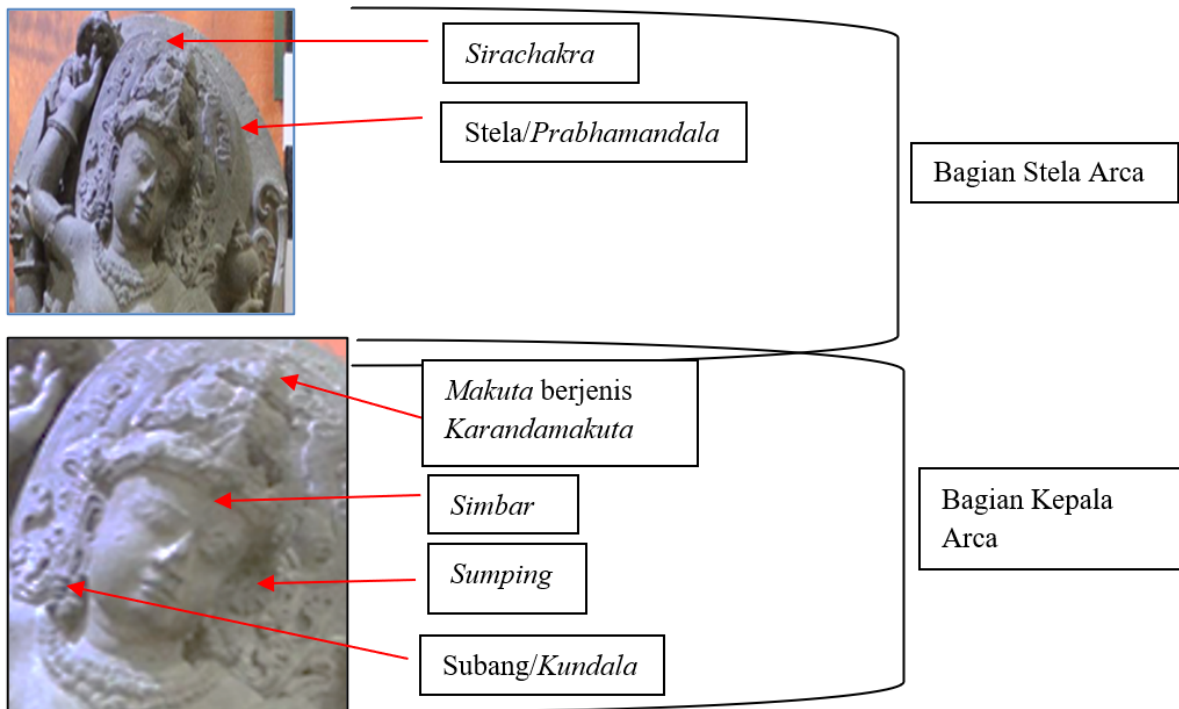 Sirachakra
Stela/Prabhamandala
Bagian Stela Arca
Makuta berjenis
Karandamakuta
Simbar
Sumping
Subang/Kundala
Bagian Kepala
Arca